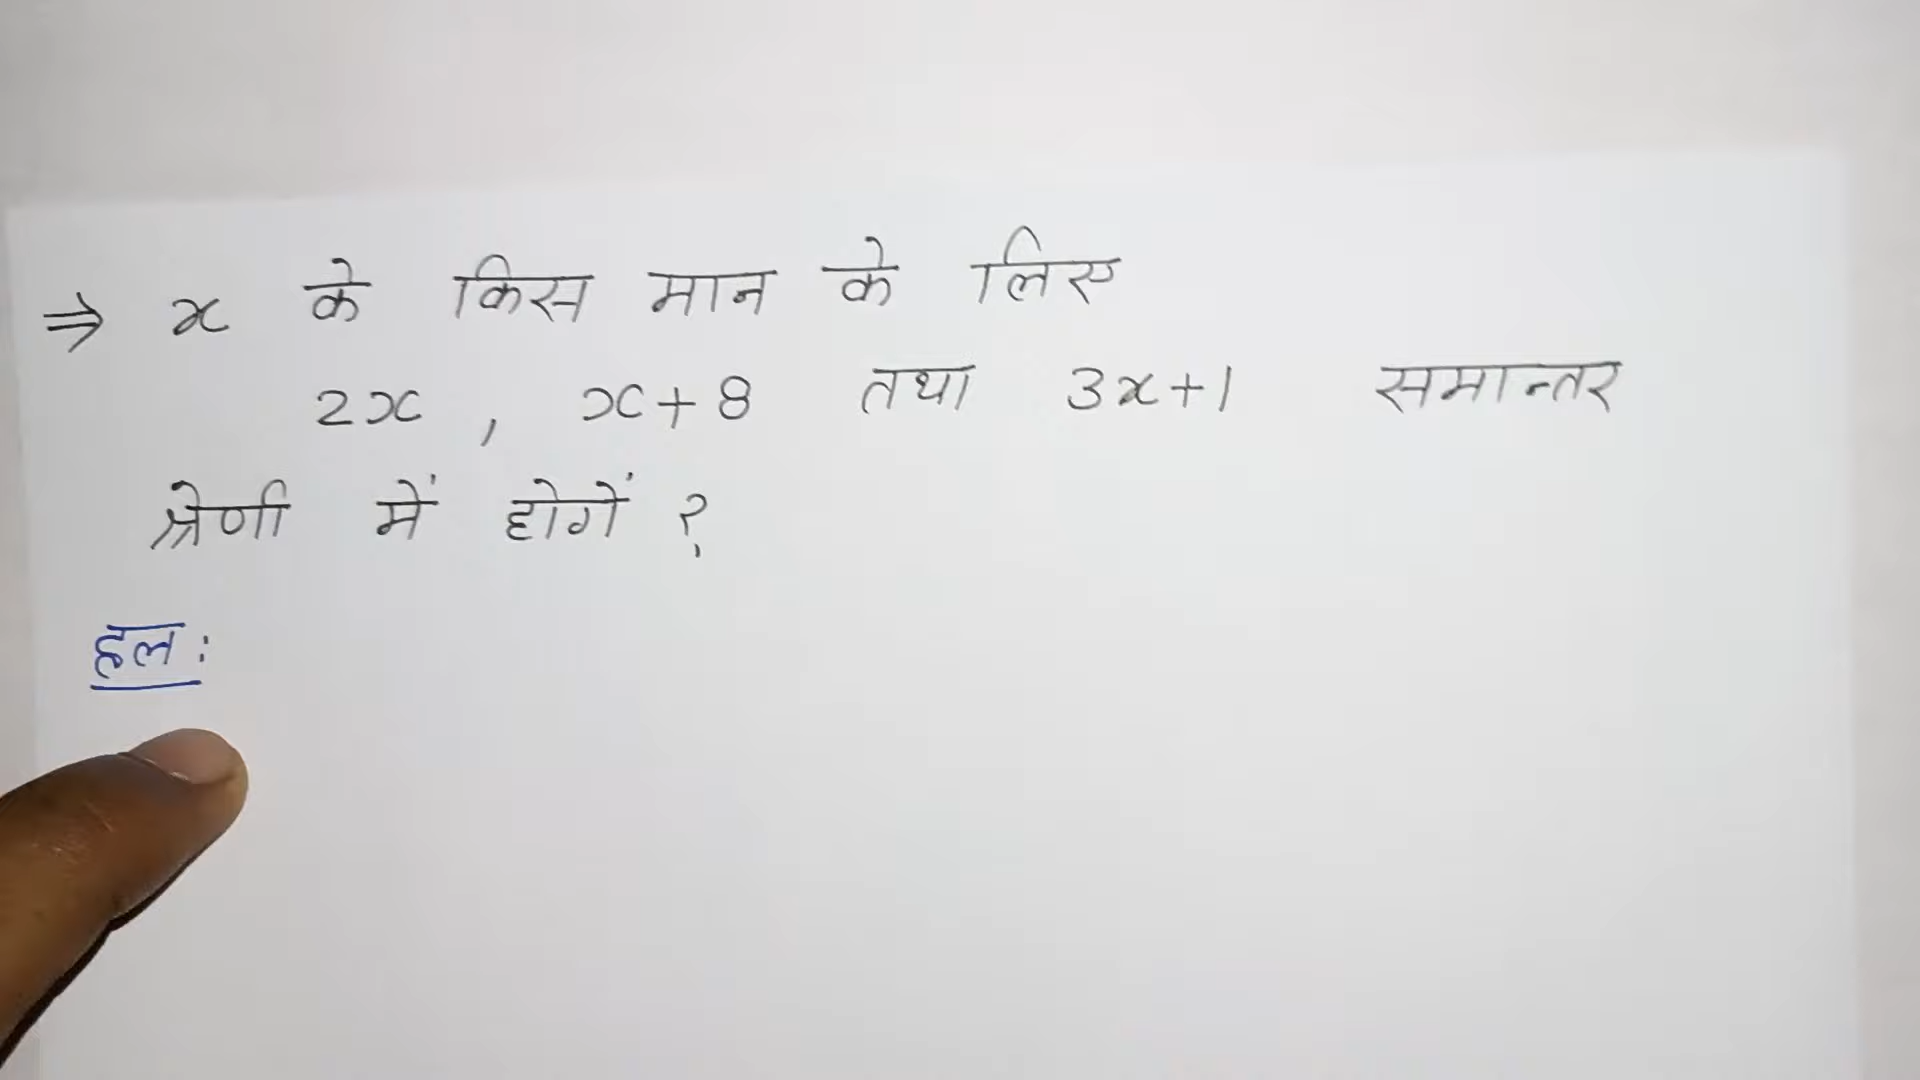 ⇒ x के किस मान के लिए
2x , x+8 तथा 3x+1 समान्तर
श्रेणी में होगें ?
हल :